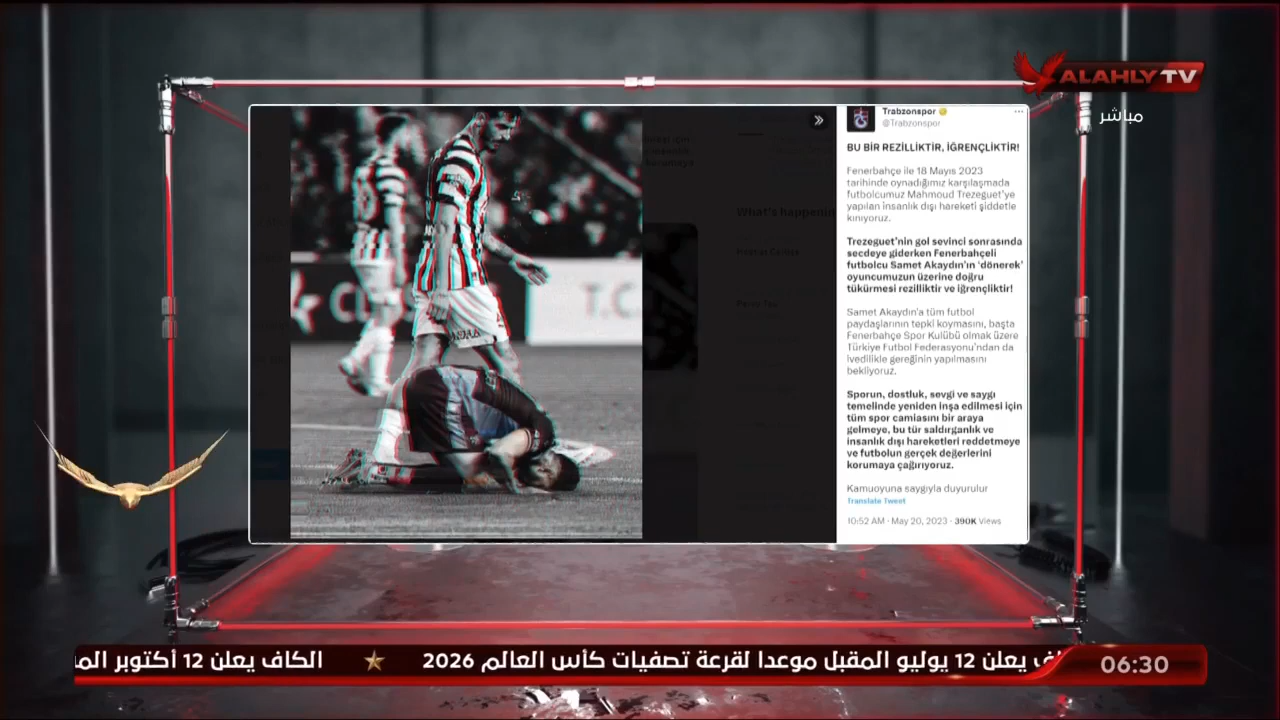 ALAHLY TV
مباشر
Trabzonspor
@Trabzonspor
BU BİR REZİLLİKTİR, İĞRENÇLİKTİR!
Fenerbahçe ile 18 Mayıs 2023
tarihinde oynadığımız karşılaşmada
futbolcumuz Mahmoud Trezeguet'ye
yapılan insanlık dışı hareketi şiddetle
kınıyoruz.
Trezeguet'nin gol sevinci sonrasında
secdeye giderken Fenerbahçeli
futbolcu Samet Akaydın'ın 'dönerek'
oyuncumuzun üzerine doğru
tükürmesi rezilliktir ve iğrençliktir!
Samet Akaydın'a tüm futbol
paydaşlarının tepki koymasını, başta
Fenerbahçe Spor Kulübü olmak üzere
Türkiye Futbol Federasyonu'ndan da
ivedilikle gereğinin yapılmasını
bekliyoruz.
Sporun, dostluk, sevgi ve saygı
temelinde yeniden inşa edilmesi için
tüm spor camiasını bir araya
gelmeye, bu tür saldırganlık ve
insanlık dışı hareketleri reddetmeye
ve futbolun gerçek değerlerini
korumaya çağırıyoruz.
Kamuoyuna saygıyla duyurulur
Translate Tweet
10:52 AM · May 20, 2023 · 390K Views
What's happenin
T.C.
يعلن 12 يوليو المقبل موعدا لقرعة تصفيات كأس العالم 2026 ★ الكاف يعلن 12 أكتوبر
06:30